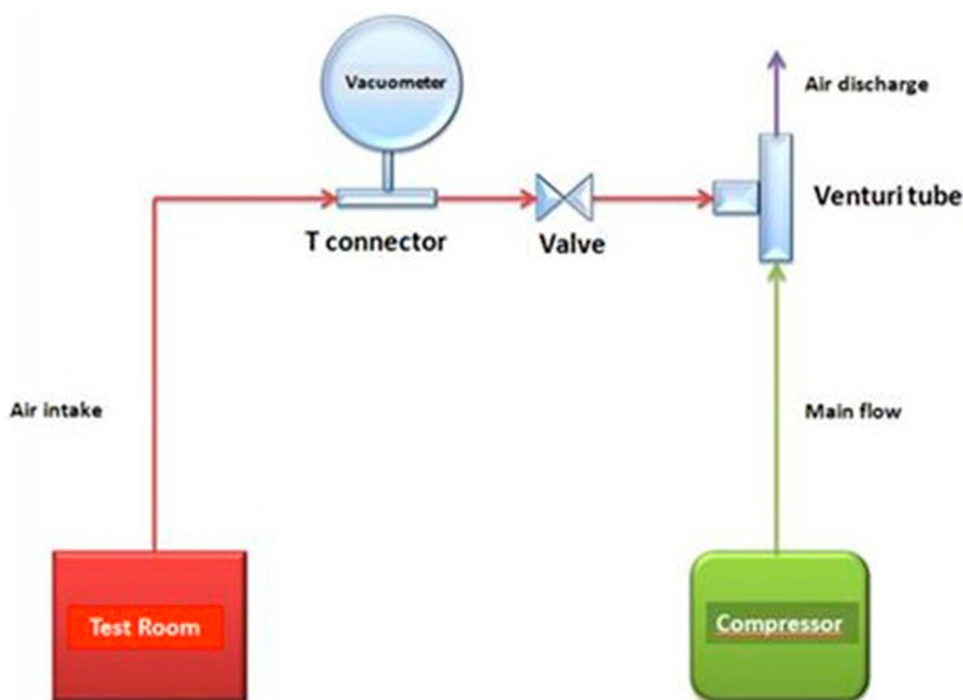 Vacuometer
Air discharge
Venturi tube
T connector
Valve
Air intake
Main flow
Test Room
Compressor